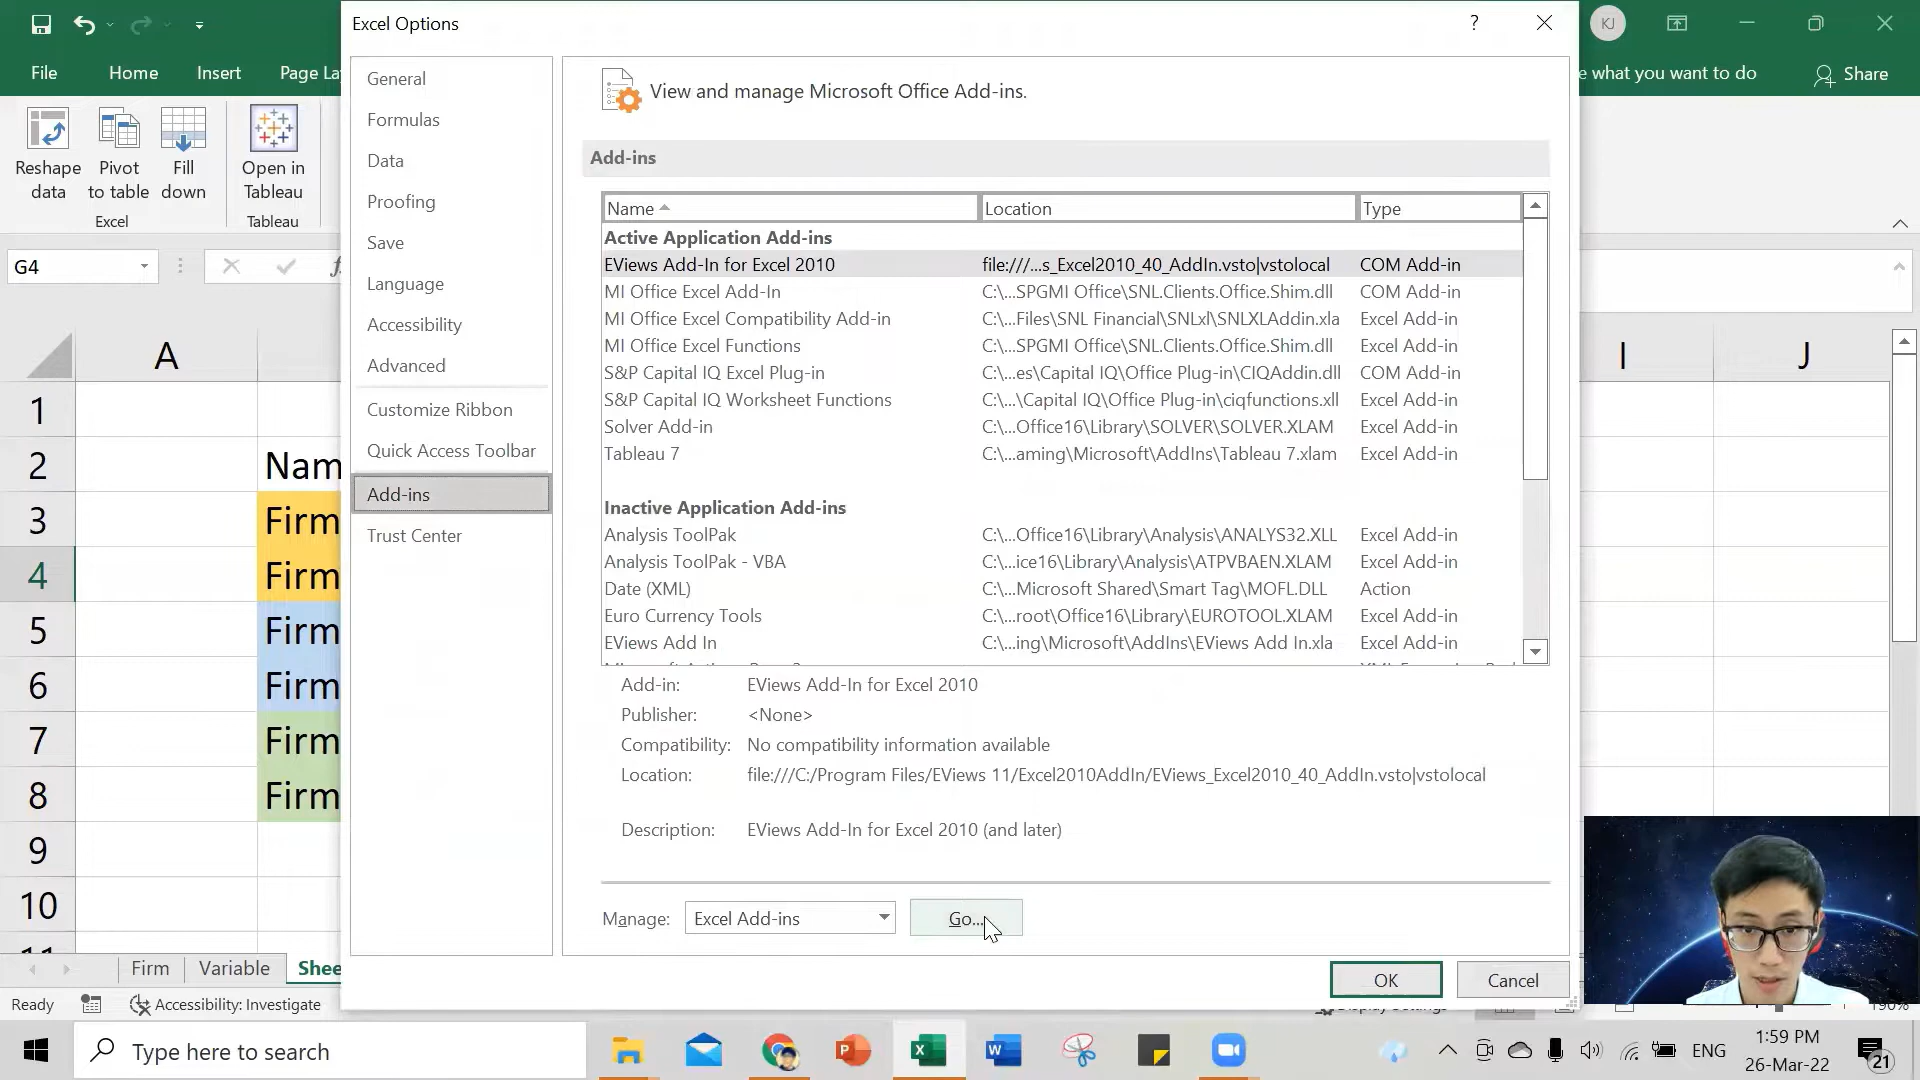 Excel Options
?
KJ
File
Home
Insert
Page La
e what you want to do
Share
Reshape data
Pivot to table
Fill down
Open in Tableau
Excel
Tableau
G4
A
I
J
1
2
3
4
5
6
7
8
9
10
Nam
Firm
Firm
Firm
Firm
Firm
Firm
General
Formulas
Data
Proofing
Save
Language
Accessibility
Advanced
Customize Ribbon
Quick Access Toolbar
Add-ins
Trust Center
View and manage Microsoft Office Add-ins.
Add-ins
Name Location Type
Active Application Add-ins
EViews Add-In for Excel 2010 file:///...s_Excel2010_40_AddIn.vsto|vstolocal COM Add-in
MI Office Excel Add-In C:\...SPGMI Office\SNL.Clients.Office.Shim.dll COM Add-in
MI Office Excel Compatibility Add-in C:\...Files\SNL Financial\SNLxl\SNLXLAddin.xla Excel Add-in
MI Office Excel Functions C:\...SPGMI Office\SNL.Clients.Office.Shim.dll Excel Add-in
S&P Capital IQ Excel Plug-in C:\...es\Capital IQ\Office Plug-in\CIQAddin.dll COM Add-in
S&P Capital IQ Worksheet Functions C:\...\Capital IQ\Office Plug-in\ciqfunctions.xll Excel Add-in
Solver Add-in C:\...Office16\Library\SOLVER\SOLVER.XLAM Excel Add-in
Tableau 7 C:\...aming\Microsoft\AddIns\Tableau 7.xlam Excel Add-in
Inactive Application Add-ins
Analysis ToolPak C:\...Office16\Library\Analysis\ANALYS32.XLL Excel Add-in
Analysis ToolPak - VBA C:\...ice16\Library\Analysis\ATPVBAEN.XLAM Excel Add-in
Date (XML) C:\...Microsoft Shared\Smart Tag\MOFL.DLL Action
Euro Currency Tools C:\...root\Office16\Library\EUROTOOL.XLAM Excel Add-in
EViews Add In C:\...ing\Microsoft\AddIns\EViews Add In.xla Excel Add-in
Add-in: EViews Add-In for Excel 2010
Publisher: <None>
Compatibility: No compatibility information available
Location: file:///C:/Program Files/EViews 11/Excel2010AddIn/EViews_Excel2010_40_AddIn.vsto|vstolocal
Description: EViews Add-In for Excel 2010 (and later)
Manage: Excel Add-ins Go...
OK Cancel
Firm Variable Shee
Ready Accessibility: Investigate
Type here to search
ENG
1:59 PM
26-Mar-22
21